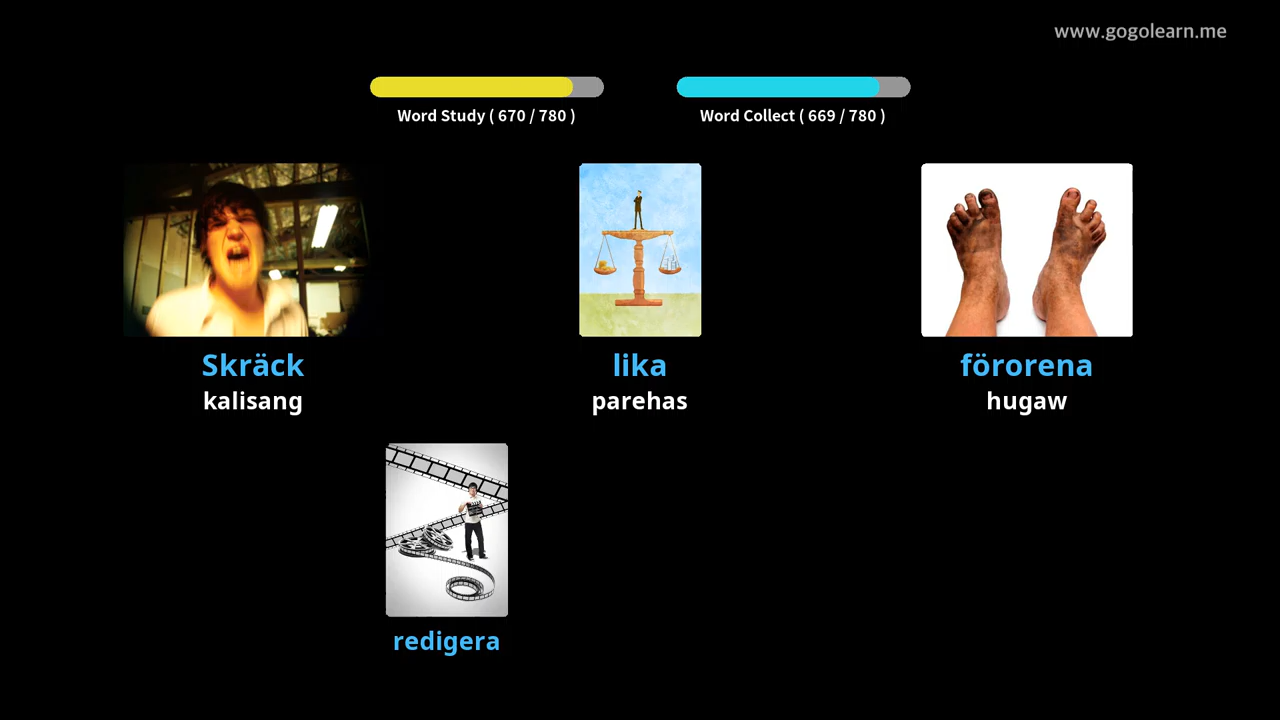 www.gogolearn.me
Word Study ( 670 / 780 )
Word Collect ( 669 / 780 )
Skräck
kalisang
lika
parehas
förorena
hugaw
redigera